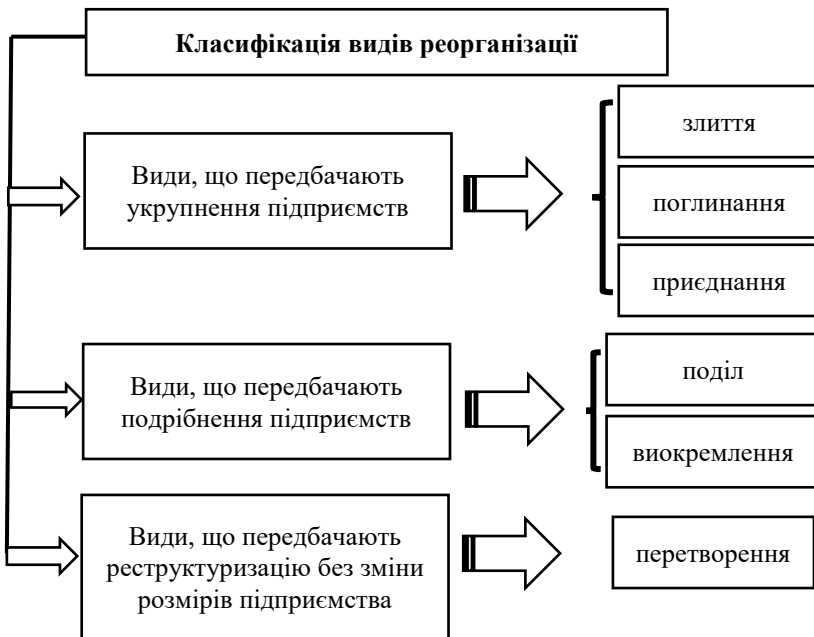 Класифікація видів реорганізації
Види, що передбачають
укрупнення підприємств
злиття
поглинання
приєднання
Види, що передбачають
подрібнення підприємств
поділ
виокремлення
Види, що передбачають
реструктуризацію без зміни
розмірів підприємства
перетворення